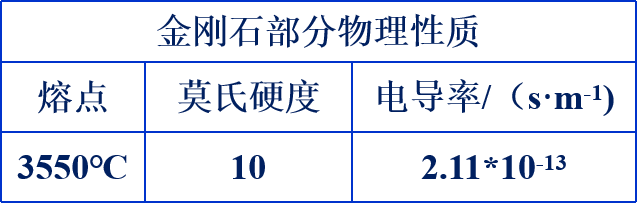 金刚石部分物理性质
熔点 莫氏硬度 电导率/（s·m-1)
3550℃ 10 2.11*10-13